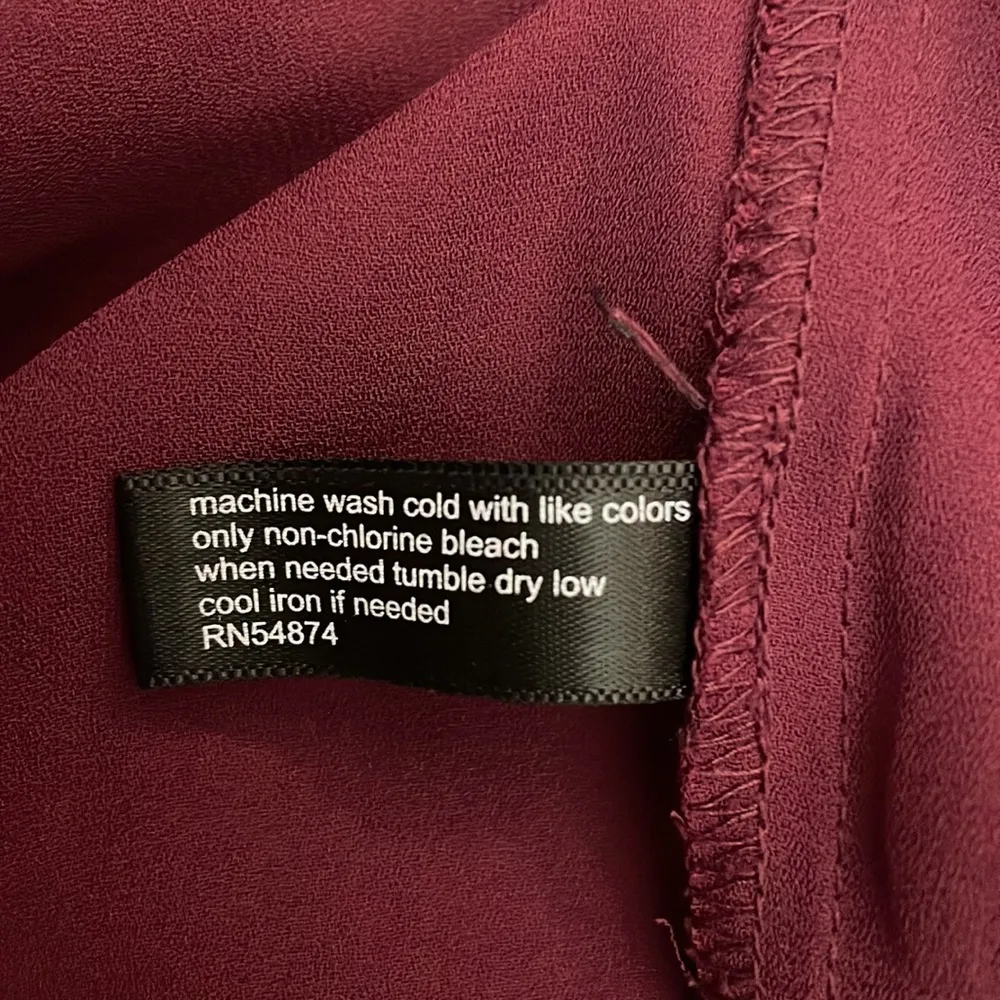 machine wash cold with like colors
only non-chlorine bleach
when needed tumble dry low
cool iron if needed
RN54874